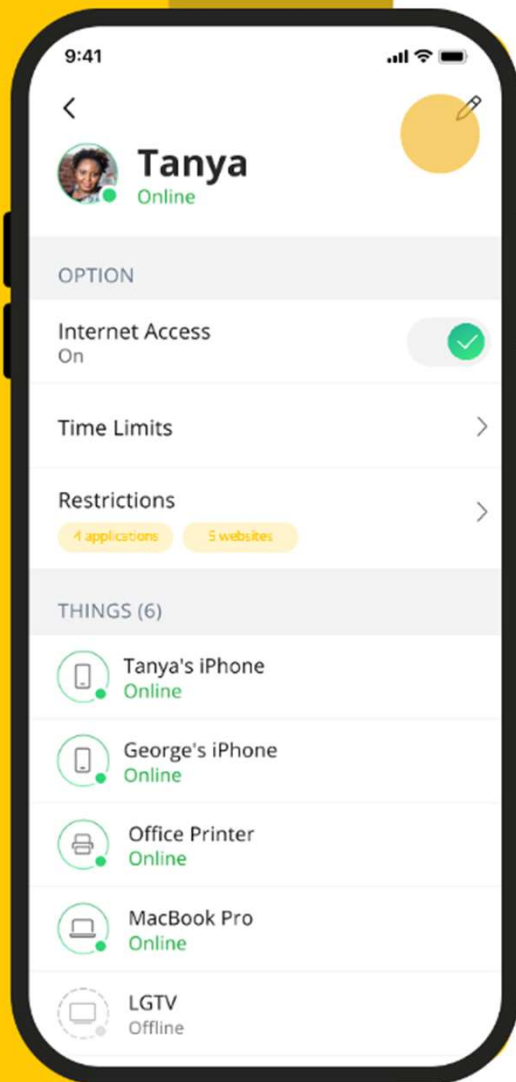 9:41
Tanya
Online
OPTION
Internet Access
On
Time Limits
Restrictions
4 applications 5 websites
THINGS (6)
Tanya's iPhone
Online
George's iPhone
Online
Office Printer
Online
MacBook Pro
Online
LGTV
Offline